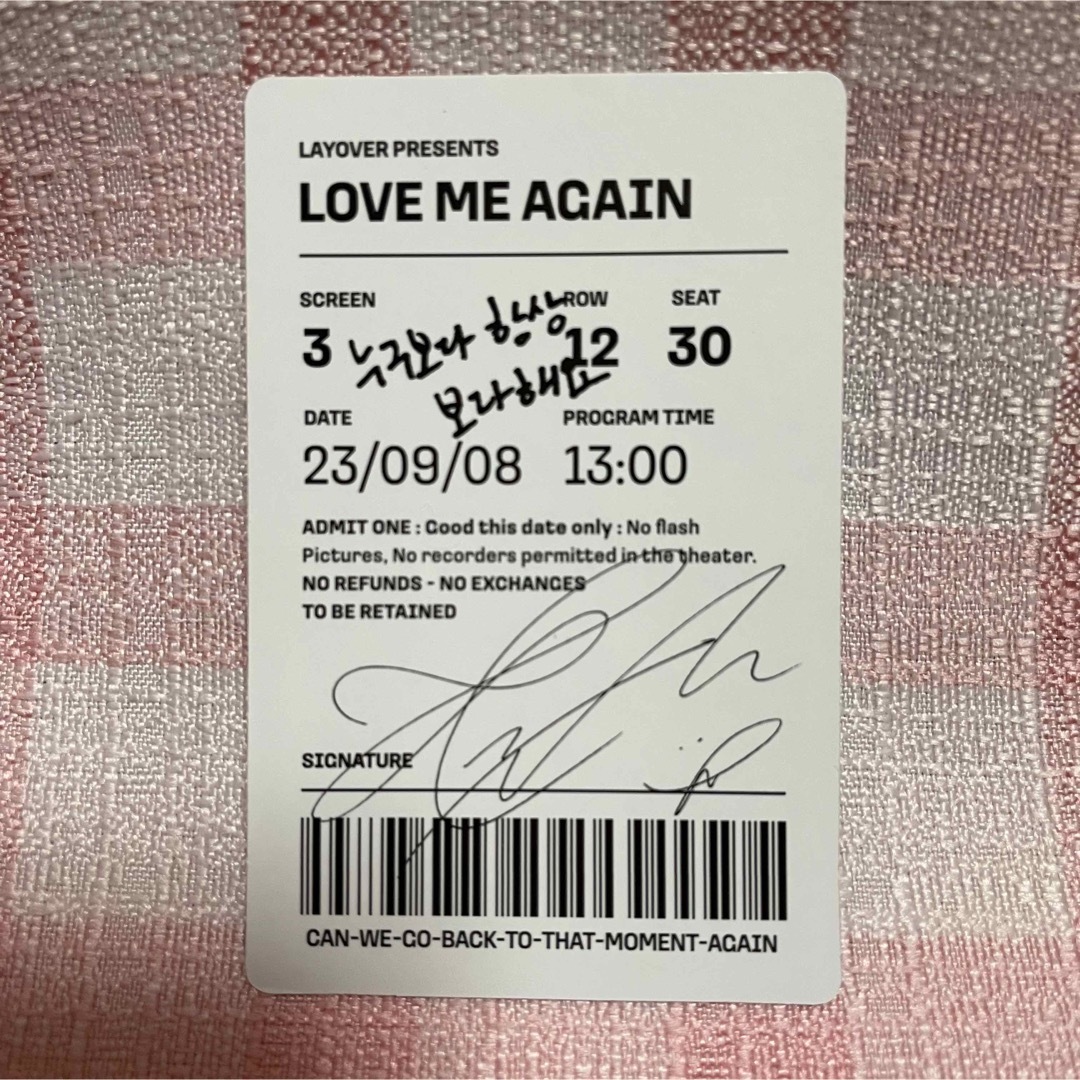 LAYOVER PRESENTS
LOVE ME AGAIN
SCREEN ROW SEAT
3 12 30
누구보다 항상
보라해요
DATE PROGRAM TIME
23/09/08 13:00
ADMIT ONE : Good this date only : No flash
Pictures, No recorders permitted in the theater.
NO REFUNDS - NO EXCHANGES
TO BE RETAINED
SIGNATURE
CAN-WE-GO-BACK-TO-THAT-MOMENT-AGAIN